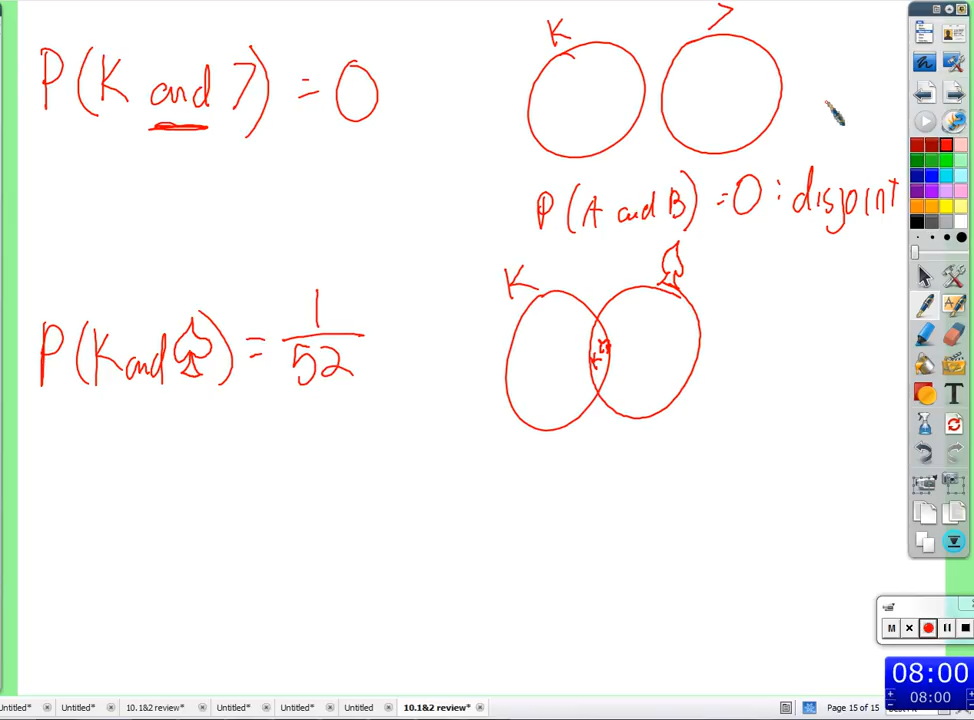 K
7
P(K and 7) = 0
P(A and B) = 0 : disjoint
K
♤
P(K and ♤) = 1/52
K♤
M
08:00
08:00
Untitled*
Untitled*
10.1&2 review*
Untitled*
Untitled*
Untitled
10.1&2 review*
Page 15 of 15